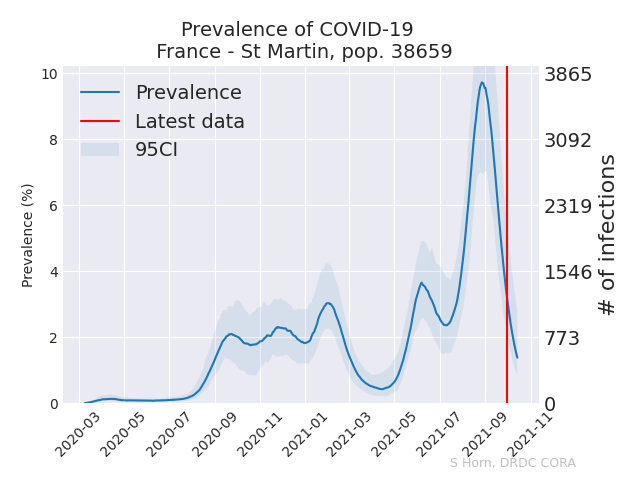 Prevalence of COVID-19
France - St Martin, pop. 38659
Prevalence
Latest data
95CI
Prevalence (%)
10
8
6
4
2
0
3865
3092
2319
1546
773
0
# of infections
2020-03
2020-05
2020-07
2020-09
2020-11
2021-01
2021-03
2021-05
2021-07
2021-09
2021-11
S Horn, DRDC CORA